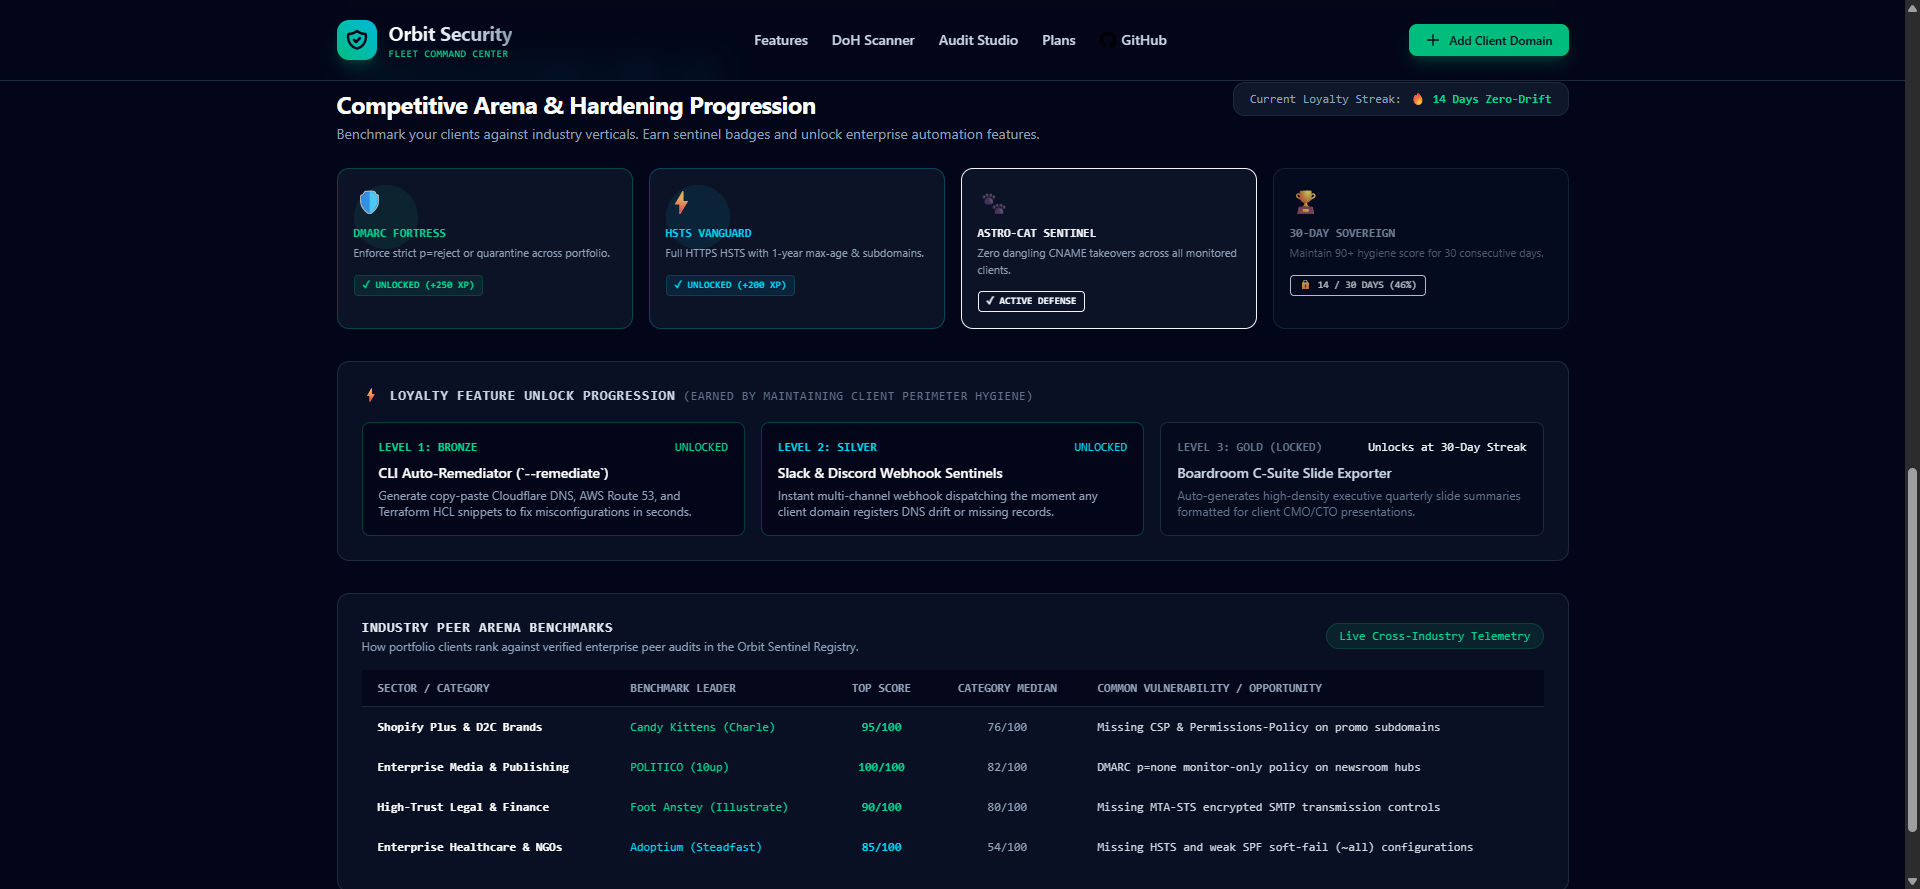 Orbit Security
FLEET COMMAND CENTER
Features
DoH Scanner
Audit Studio
Plans
GitHub
+ Add Client Domain
Competitive Arena & Hardening Progression
Current Loyalty Streak: 🔥 14 Days Zero-Drift
Benchmark your clients against industry verticals. Earn sentinel badges and unlock enterprise automation features.
DMARC FORTRESS
Enforce strict p=reject or quarantine across portfolio.
✓ UNLOCKED (+250 XP)
HSTS VANGUARD
Full HTTPS HSTS with 1-year max-age & subdomains.
✓ UNLOCKED (+200 XP)
ASTRO-CAT SENTINEL
Zero dangling CNAME takeovers across all monitored
clients.
✓ ACTIVE DEFENSE
30-DAY SOVEREIGN
Maintain 90+ hygiene score for 30 consecutive days.
🔒 14 / 30 DAYS (46%)
⚡ LOYALTY FEATURE UNLOCK PROGRESSION (EARNED BY MAINTAINING CLIENT PERIMETER HYGIENE)
LEVEL 1: BRONZE
UNLOCKED
CLI Auto-Remediator (`--remediate`)
Generate copy-paste Cloudflare DNS, AWS Route 53, and
Terraform HCL snippets to fix misconfigurations in seconds.
LEVEL 2: SILVER
UNLOCKED
Slack & Discord Webhook Sentinels
Instant multi-channel webhook dispatching the moment any
client domain registers DNS drift or missing records.
LEVEL 3: GOLD (LOCKED)
Unlocks at 30-Day Streak
Boardroom C-Suite Slide Exporter
Auto-generates high-density executive quarterly slide summaries
formatted for client CMO/CTO presentations.
INDUSTRY PEER ARENA BENCHMARKS
How portfolio clients rank against verified enterprise peer audits in the Orbit Sentinel Registry.
Live Cross-Industry Telemetry
SECTOR / CATEGORY BENCHMARK LEADER TOP SCORE CATEGORY MEDIAN COMMON VULNERABILITY / OPPORTUNITY
Shopify Plus & D2C Brands Candy Kittens (Charle) 95/100 76/100 Missing CSP & Permissions-Policy on promo subdomains
Enterprise Media & Publishing POLITICO (10up) 100/100 82/100 DMARC p=none monitor-only policy on newsroom hubs
High-Trust Legal & Finance Foot Anstey (Illustrate) 90/100 80/100 Missing MTA-STS encrypted SMTP transmission controls
Enterprise Healthcare & NGOs Adoptium (Steadfast) 85/100 54/100 Missing HSTS and weak SPF soft-fail (~all) configurations